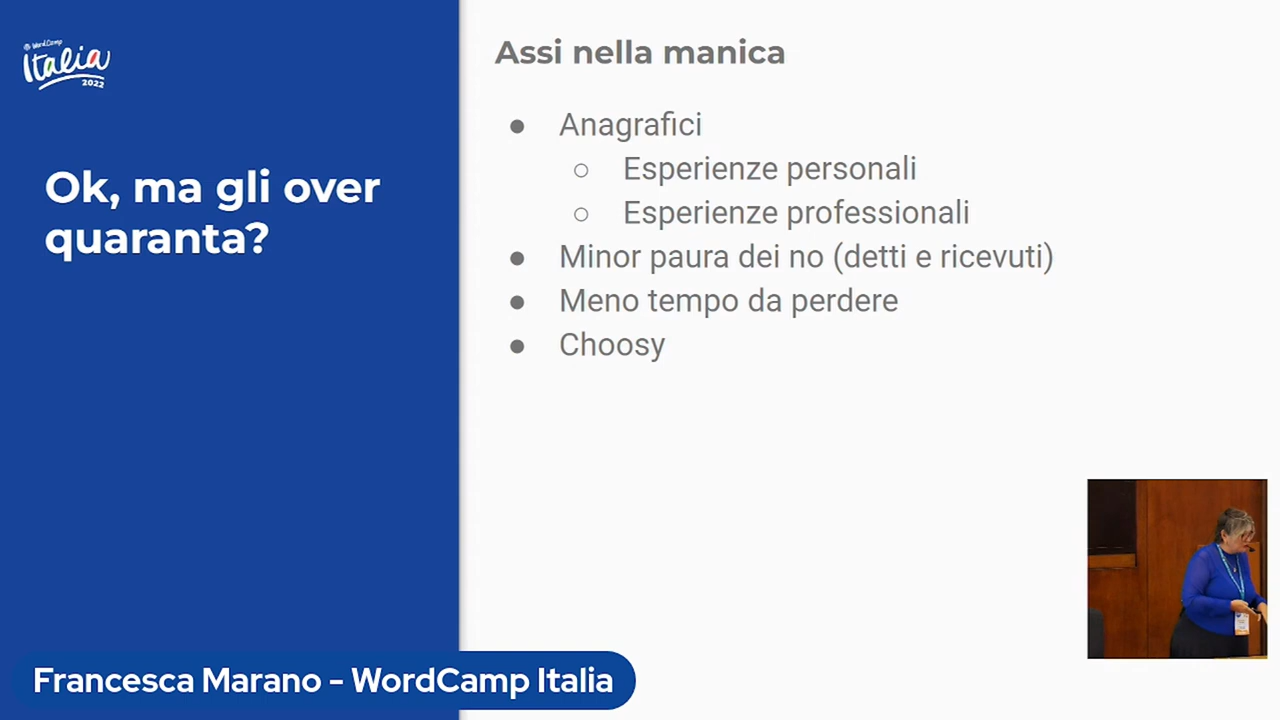 WordCamp
Italia
2022
Ok, ma gli over
quaranta?
Assi nella manica
● Anagrafici
○ Esperienze personali
○ Esperienze professionali
● Minor paura dei no (detti e ricevuti)
● Meno tempo da perdere
● Choosy
Francesca Marano - WordCamp Italia